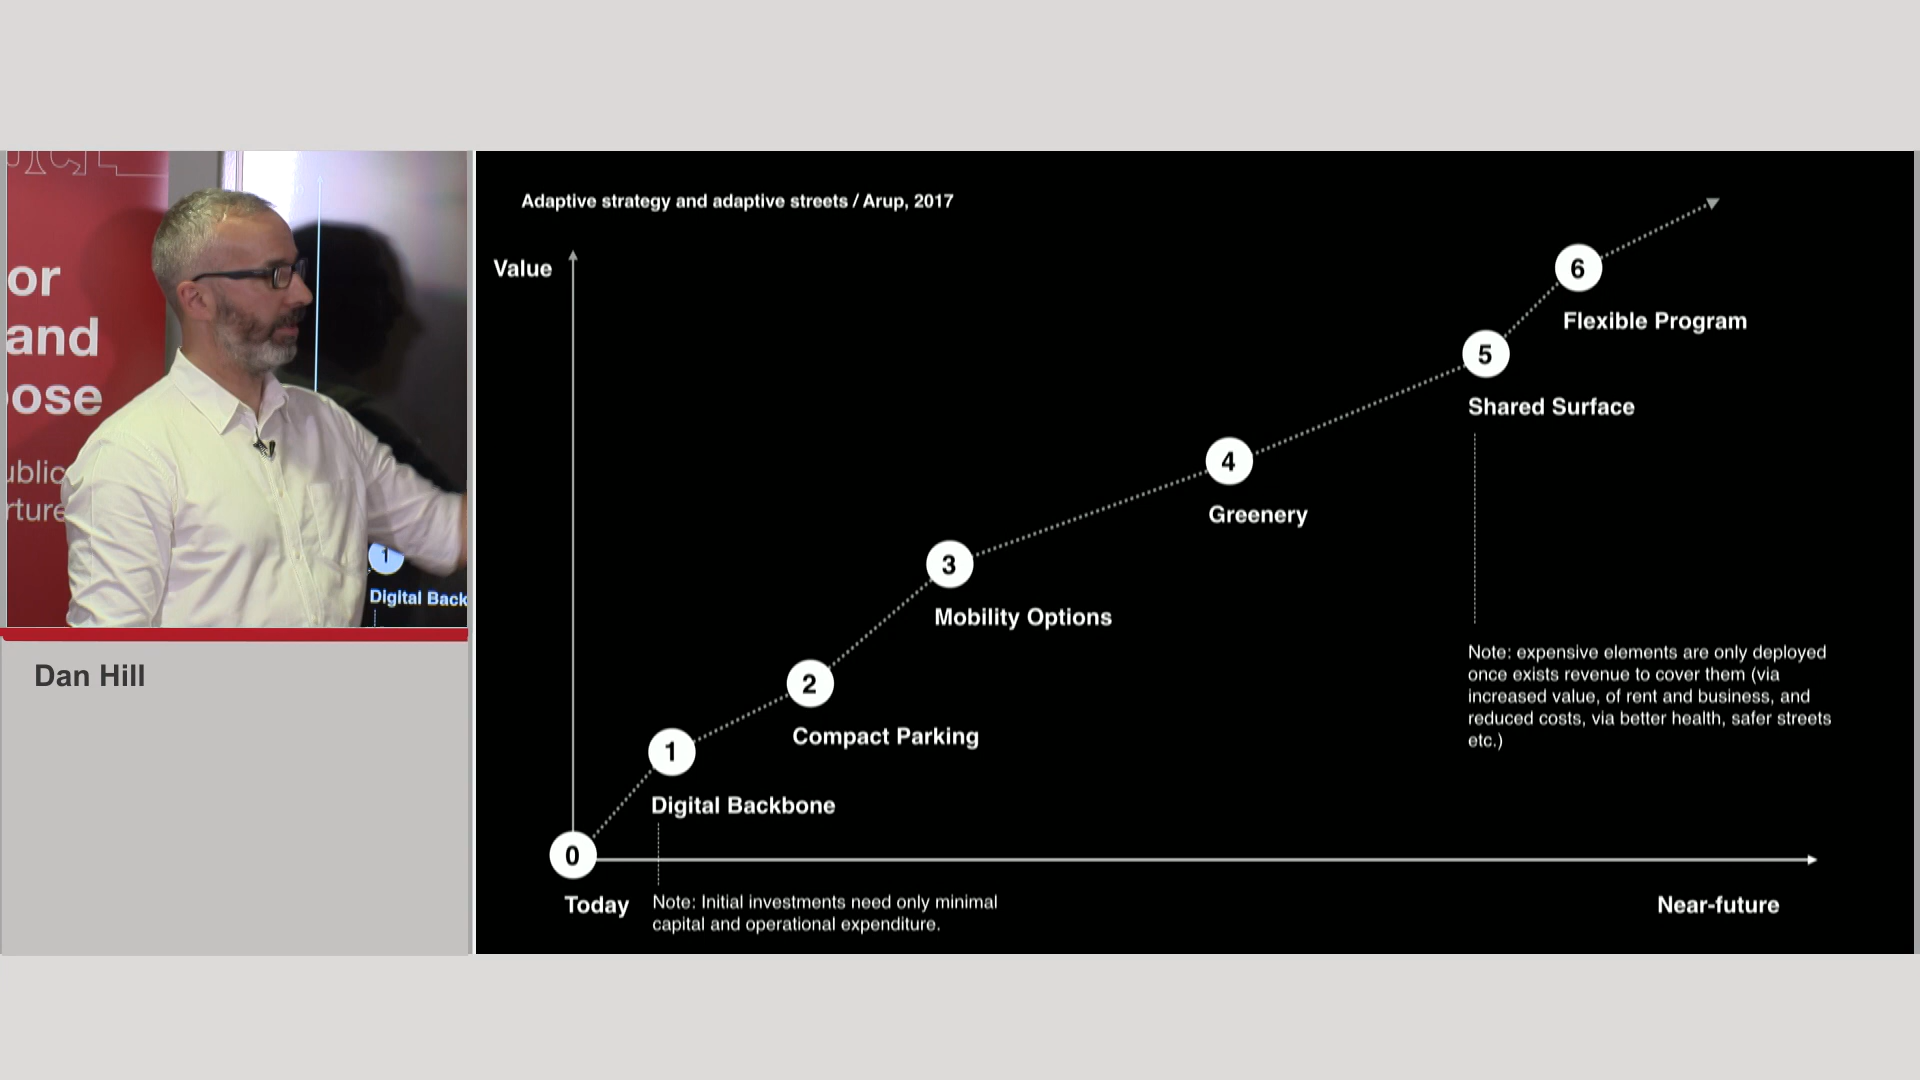 or
and
ose
ublic
rture
1
Digital Back
Dan Hill
Adaptive strategy and adaptive streets / Arup, 2017
Value
6
Flexible Program
5
Shared Surface
4
Greenery
3
Mobility Options
Note: expensive elements are only deployed
once exists revenue to cover them (via
increased value, of rent and business, and
reduced costs, via better health, safer streets
etc.)
2
Compact Parking
1
Digital Backbone
0
Today
Note: Initial investments need only minimal
capital and operational expenditure.
Near-future